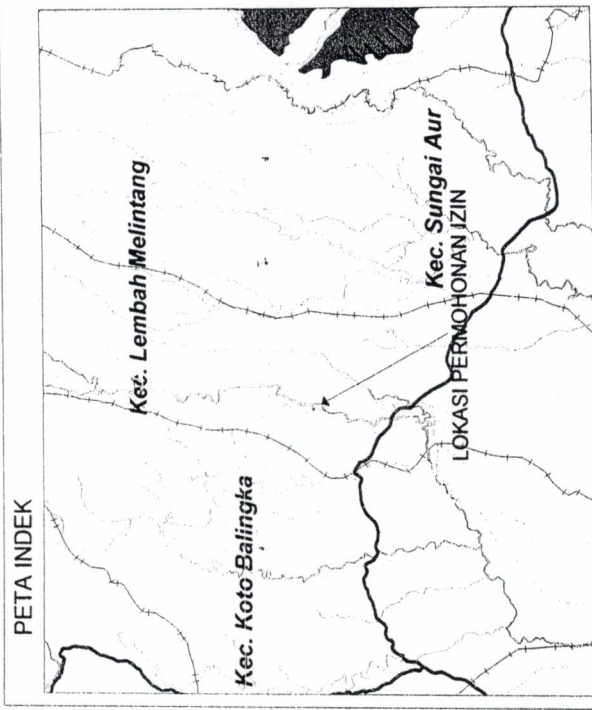 PETA INDEK
Kec. Koto Balingka
Kec. Lembah Melintang
Kec. Sungai Aur
LOKASI PERMOHONAN IZIN